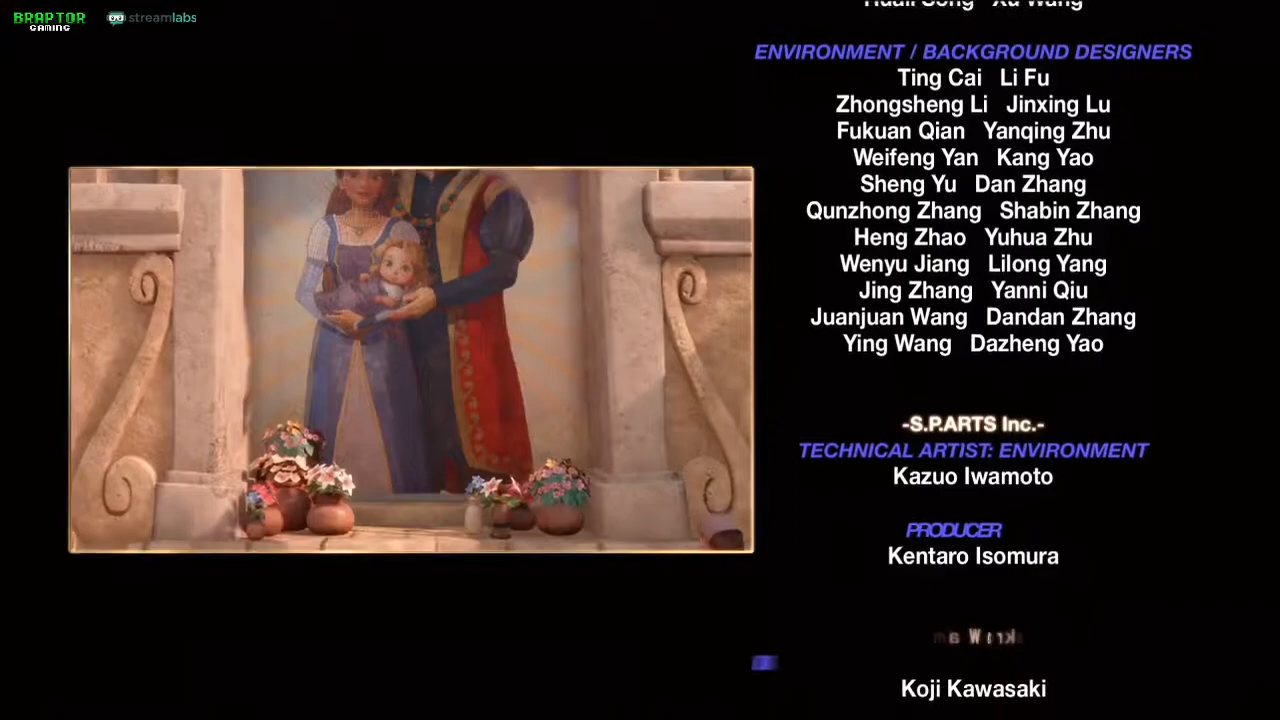 BRAPTOR
GAMING
streamlabs
Xu Wang
ENVIRONMENT / BACKGROUND DESIGNERS
Ting Cai Li Fu
Zhongsheng Li Jinxing Lu
Fukuan Qian Yanqing Zhu
Weifeng Yan Kang Yao
Sheng Yu Dan Zhang
Qunzhong Zhang Shabin Zhang
Heng Zhao Yuhua Zhu
Wenyu Jiang Lilong Yang
Jing Zhang Yanni Qiu
Juanjuan Wang Dandan Zhang
Ying Wang Dazheng Yao
-S.P.ARTS Inc.-
TECHNICAL ARTIST: ENVIRONMENT
Kazuo Iwamoto
PRODUCER
Kentaro Isomura
Koji Kawasaki